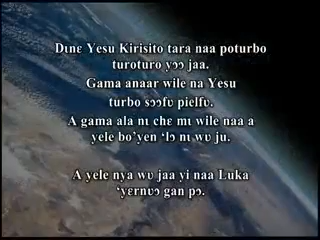 Dɩnɛ Yesu Kirisito tara naa poturbo
turoturo yɔɔ jaa.
Gama anaar wile na Yesu
turbo sɔɔfʋ pielfʋ.
A gama ala nɩ chɛ mɩ wile naa a
yele bo’yen ‘lɔ nɩ wʋ ju.
A yele nya wʋ jaa yi naa Luka
‘yɛrnʋɔ gan pɔ.